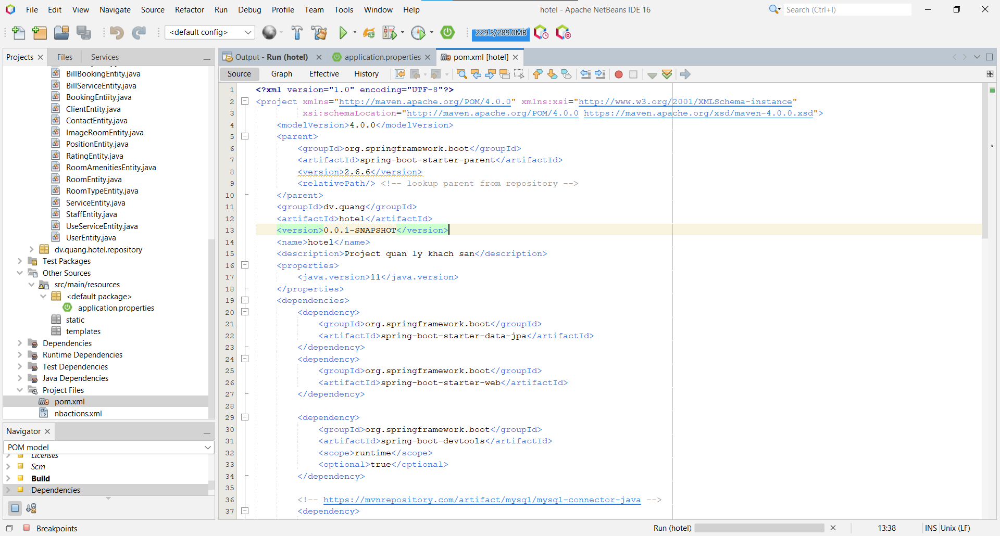 File Edit View Navigate Source Refactor Run Debug Profile Team Tools Window Help
hotel - Apache NetBeans IDE 16
Search (Ctrl+I)
<default config>
229.5/289.0MB
Projects Files Services
BillBookingEntity.java
BillServiceEntity.java
BookingEntiity.java
ClientEntity.java
ContactEntity.java
ImageRoomEntity.java
PositionEntity.java
RatingEntity.java
RoomAmenitiesEntity.java
RoomEntity.java
RoomTypeEntity.java
ServiceEntity.java
StaffEntity.java
UseServiceEntity.java
UserEntity.java
dv.quang.hotel.repository
Test Packages
Other Sources
src/main/resources
<default package>
application.properties
static
templates
Dependencies
Runtime Dependencies
Test Dependencies
Java Dependencies
Project Files
pom.xml
nbactions.xml
Navigator
POM model
Licenses
Scm
Build
Dependencies
Output - Run (hotel) application.properties pom.xml [hotel]
Source Graph Effective History
1 <?xml version="1.0" encoding="UTF-8"?>
2 <project xmlns="http://maven.apache.org/POM/4.0.0" xmlns:xsi="http://www.w3.org/2001/XMLSchema-instance"
3 xsi:schemaLocation="http://maven.apache.org/POM/4.0.0 https://maven.apache.org/xsd/maven-4.0.0.xsd">
4 <modelVersion>4.0.0</modelVersion>
5 <parent>
6 <groupId>org.springframework.boot</groupId>
7 <artifactId>spring-boot-starter-parent</artifactId>
8 <version>2.6.6</version>
9 <relativePath/> <!-- lookup parent from repository -->
10 </parent>
11 <groupId>dv.quang</groupId>
12 <artifactId>hotel</artifactId>
13 <version>0.0.1-SNAPSHOT</version>
14 <name>hotel</name>
15 <description>Project quan ly khach san</description>
16 <properties>
17 <java.version>11</java.version>
18 </properties>
19 <dependencies>
20 <dependency>
21 <groupId>org.springframework.boot</groupId>
22 <artifactId>spring-boot-starter-data-jpa</artifactId>
23 </dependency>
24 <dependency>
25 <groupId>org.springframework.boot</groupId>
26 <artifactId>spring-boot-starter-web</artifactId>
27 </dependency>
28
29 <dependency>
30 <groupId>org.springframework.boot</groupId>
31 <artifactId>spring-boot-devtools</artifactId>
32 <scope>runtime</scope>
33 <optional>true</optional>
34 </dependency>
35
36 <!-- https://mvnrepository.com/artifact/mysql/mysql-connector-java -->
37 <dependency>
Breakpoints
Run (hotel)
13:38
INS Unix (LF)